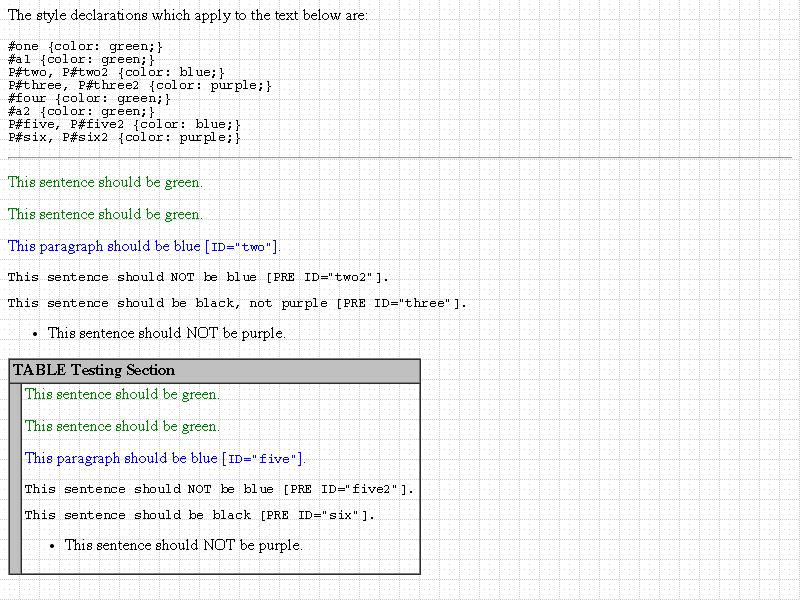 The style declarations which apply to the text below are:
#one {color: green;}
#a1 {color: green;}
P#two, P#two2 {color: blue;}
P#three, P#three2 {color: purple;}
#four {color: green;}
#a2 {color: green;}
P#five, P#five2 {color: blue;}
P#six, P#six2 {color: purple;}
This sentence should be green.
This sentence should be green.
This paragraph should be blue [ID="two"].
This sentence should NOT be blue [PRE ID="two2"].
This sentence should be black, not purple [PRE ID="three"].
• This sentence should NOT be purple.
TABLE Testing Section
This sentence should be green.
This sentence should be green.
This paragraph should be blue [ID="five"].
This sentence should NOT be blue [PRE ID="five2"].
This sentence should be black [PRE ID="six"].
• This sentence should NOT be purple.